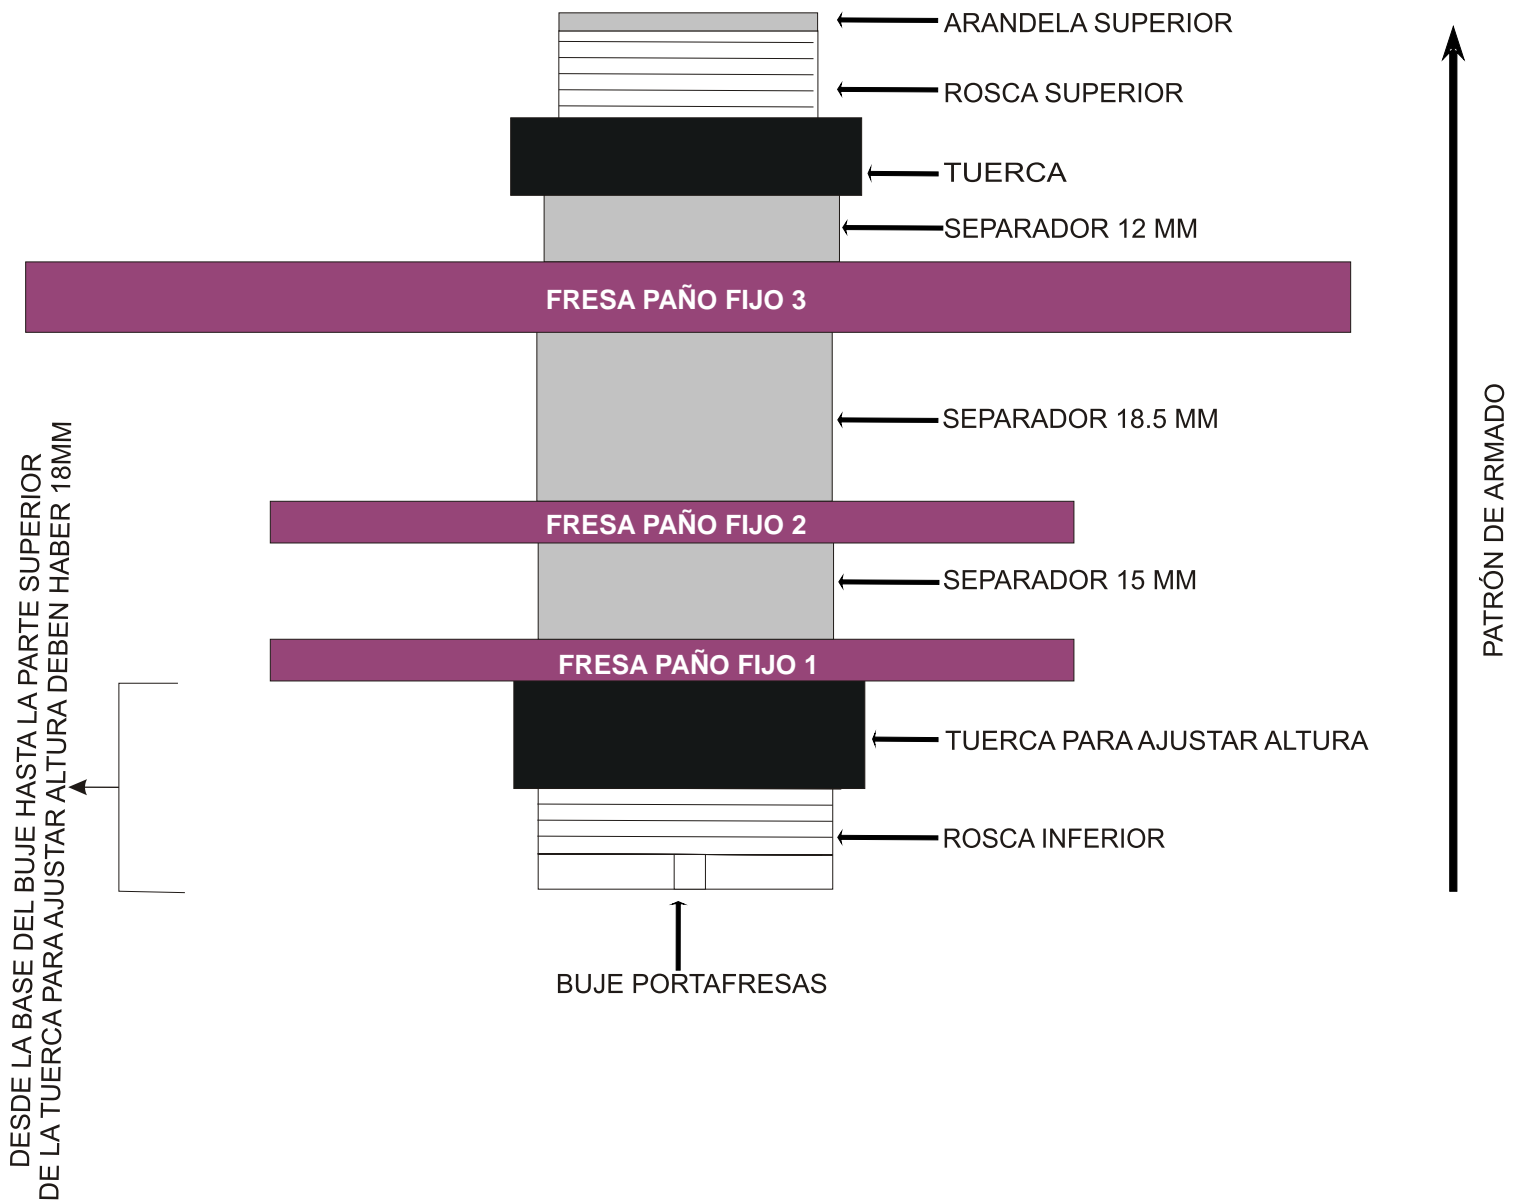 ARANDELA SUPERIOR
ROSCA SUPERIOR
TUERCA
SEPARADOR 12 MM
FRESA PAÑO FIJO 3
SEPARADOR 18.5 MM
FRESA PAÑO FIJO 2
SEPARADOR 15 MM
FRESA PAÑO FIJO 1
TUERCA PARA AJUSTAR ALTURA
ROSCA INFERIOR
BUJE PORTAFRESAS
DESDE LA BASE DEL BUJE HASTA LA PARTE SUPERIOR
DE LA TUERCA PARA AJUSTAR ALTURA DEBEN HABER 18MM
PATRÓN DE ARMADO